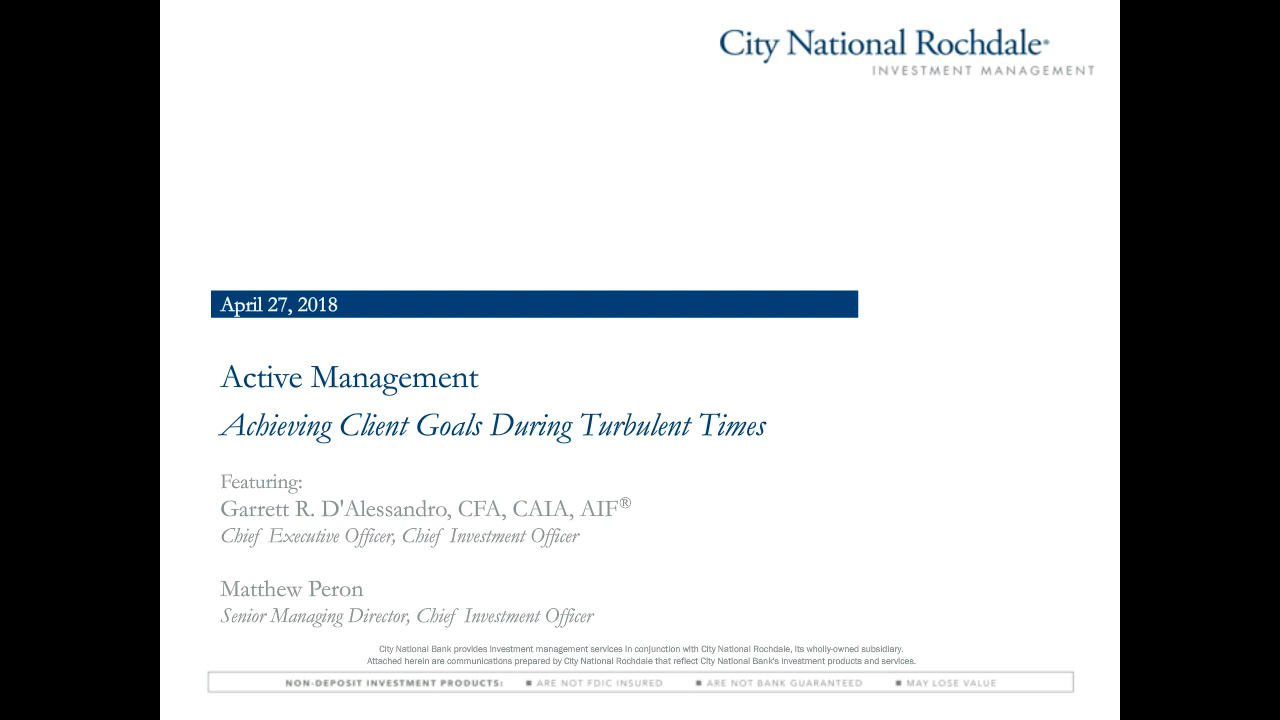 City National Rochdale®
INVESTMENT MANAGEMENT
April 27, 2018
Active Management
Achieving Client Goals During Turbulent Times
Featuring:
Garrett R. D'Alessandro, CFA, CAIA, AIF®
Chief Executive Officer, Chief Investment Officer
Matthew Peron
Senior Managing Director, Chief Investment Officer
City National Bank provides investment management services in conjunction with City National Rochdale, its wholly-owned subsidiary.
Attached herein are communications prepared by City National Rochdale that reflect City National Bank's investment products and services.
NON-DEPOSIT INVESTMENT PRODUCTS: ■ ARE NOT FDIC INSURED ■ ARE NOT BANK GUARANTEED ■ MAY LOSE VALUE